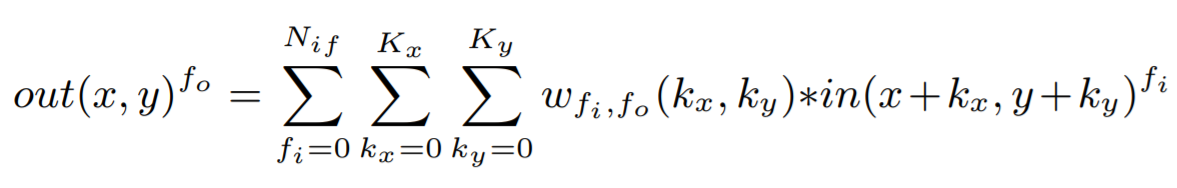 out(x, y)^{f_o} = \sum_{f_i=0}^{N_{if}} \sum_{k_x=0}^{K_x} \sum_{k_y=0}^{K_y} w_{f_i,f_o}(k_x, k_y)*in(x+k_x, y+k_y)^{f_i}